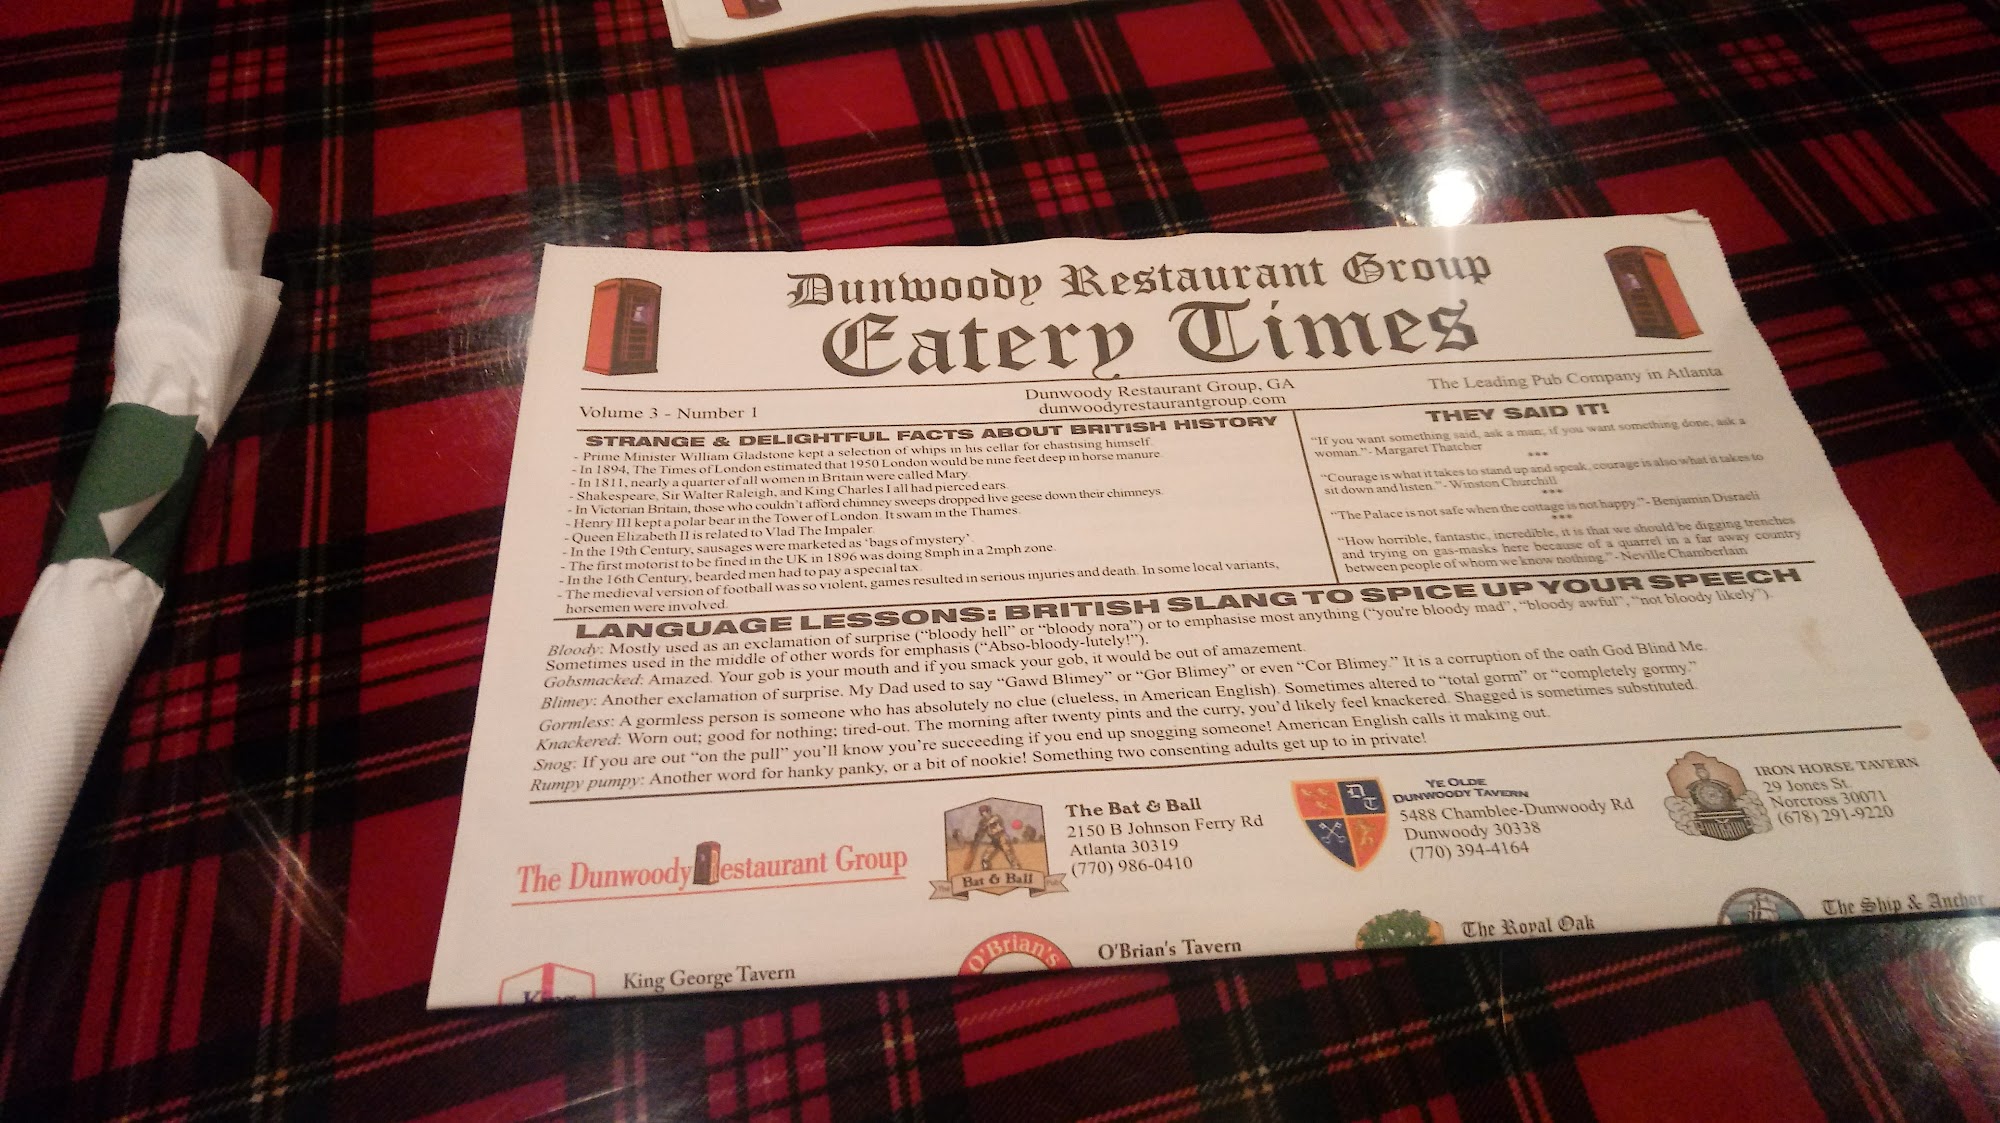 Dunwoody Restaurant Group
Eatery Times
Volume 3 - Number 1
Dunwoody Restaurant Group, GA
dunwoodyrestaurantgroup.com
The Leading Pub Company in Atlanta
STRANGE & DELIGHTFUL FACTS ABOUT BRITISH HISTORY
- Prime Minister William Gladstone kept a selection of whips in his cellar for chastising himself.
- In 1894, The Times of London estimated that 1950 London would be nine feet deep in horse manure.
- In 1811, nearly a quarter of all women in Britain were called Mary.
- Shakespeare, Sir Walter Raleigh, and King Charles I all had pierced ears.
- In Victorian Britain, those who couldn't afford chimney sweeps dropped live geese down their chimneys.
- Henry III kept a polar bear in the Tower of London. It swam in the Thames.
- Queen Elizabeth II is related to Vlad The Impaler.
- In the 19th Century, sausages were marketed as 'bags of mystery'.
- The first motorist to be fined in the UK in 1896 was doing 8mph in a 2mph zone.
- In the 16th Century, bearded men had to pay a special tax.
- The medieval version of football was so violent, games resulted in serious injuries and death. In some local variants,
horsemen were involved.
THEY SAID IT!
"If you want something said, ask a man; if you want something done, ask a
woman." - Margaret Thatcher
***
"Courage is what it takes to stand up and speak, courage is also what it takes to
sit down and listen." - Winston Churchill
***
"The Palace is not safe when the cottage is not happy." - Benjamin Disraeli
***
"How horrible, fantastic, incredible, it is that we should be digging trenches
and trying on gas-masks here because of a quarrel in a far away country
between people of whom we know nothing." - Neville Chamberlain
LANGUAGE LESSONS: BRITISH SLANG TO SPICE UP YOUR SPEECH
Bloody: Mostly used as an exclamation of surprise ("bloody hell" or "bloody nora") or to emphasise most anything ("you're bloody mad", "bloody awful", "not bloody likely").
Sometimes used in the middle of other words for emphasis ("Abso-bloody-lutely!").
Gobsmacked: Amazed. Your gob is your mouth and if you smack your gob, it would be out of amazement.
Blimey: Another exclamation of surprise. My Dad used to say "Gawd Blimey" or "Gor Blimey" or even "Cor Blimey." It is a corruption of the oath God Blind Me.
Gormless: A gormless person is someone who has absolutely no clue (clueless, in American English). Sometimes altered to "total gorm" or "completely gormy."
Knackered: Worn out; good for nothing; tired-out. The morning after twenty pints and the curry, you'd likely feel knackered. Shagged is sometimes substituted.
Snog: If you are out "on the pull" you'll know you're succeeding if you end up snogging someone! American English calls it making out.
Rumpy pumpy: Another word for hanky panky, or a bit of nookie! Something two consenting adults get up to in private!
The Dunwoody Restaurant Group
The Bat & Ball Pub
The Bat & Ball
2150 B Johnson Ferry Rd
Atlanta 30319
(770) 986-0410
D T
YE OLDE
DUNWOODY TAVERN
5488 Chamblee-Dunwoody Rd
Dunwoody 30338
(770) 394-4164
IRON HORSE TAVERN
29 Jones St.
Norcross 30071
(678) 291-9220
King
King George Tavern
O'Brian's
O'Brian's Tavern
The Royal Oak
The Ship & Anchor